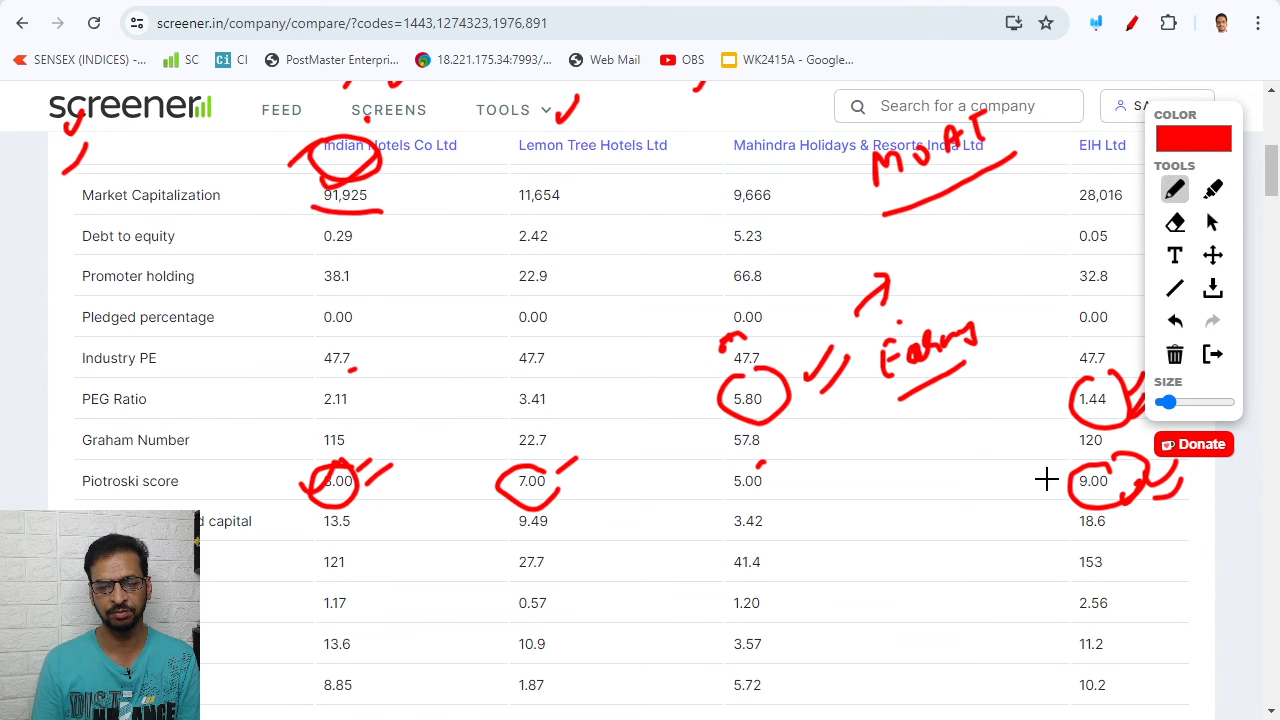 screener.in/company/compare/?codes=1443,1274323,1976,891
SENSEX (INDICES) -... SC CI PostMaster Enterpri... 18.221.175.34:7993/... Web Mail OBS WK2415A - Google...
screener FEED SCREENS TOOLS Search for a company
COLOR
TOOLS
SIZE
Donate
MOAT
Indian Hotels Co Ltd Lemon Tree Hotels Ltd Mahindra Holidays & Resorts India Ltd EIH Ltd
Market Capitalization 91,925 11,654 9,666 28,016
Debt to equity 0.29 2.42 5.23 0.05
Promoter holding 38.1 22.9 66.8 32.8
Pledged percentage 0.00 0.00 0.00 0.00
Industry PE 47.7 47.7 47.7 47.7
PEG Ratio 2.11 3.41 5.80 1.44
Graham Number 115 22.7 57.8 120
Piotroski score 7.00 5.00 9.00
d capital 13.5 9.49 3.42 18.6
121 27.7 41.4 153
1.17 0.57 1.20 2.56
13.6 10.9 3.57 11.2
8.85 1.87 5.72 10.2